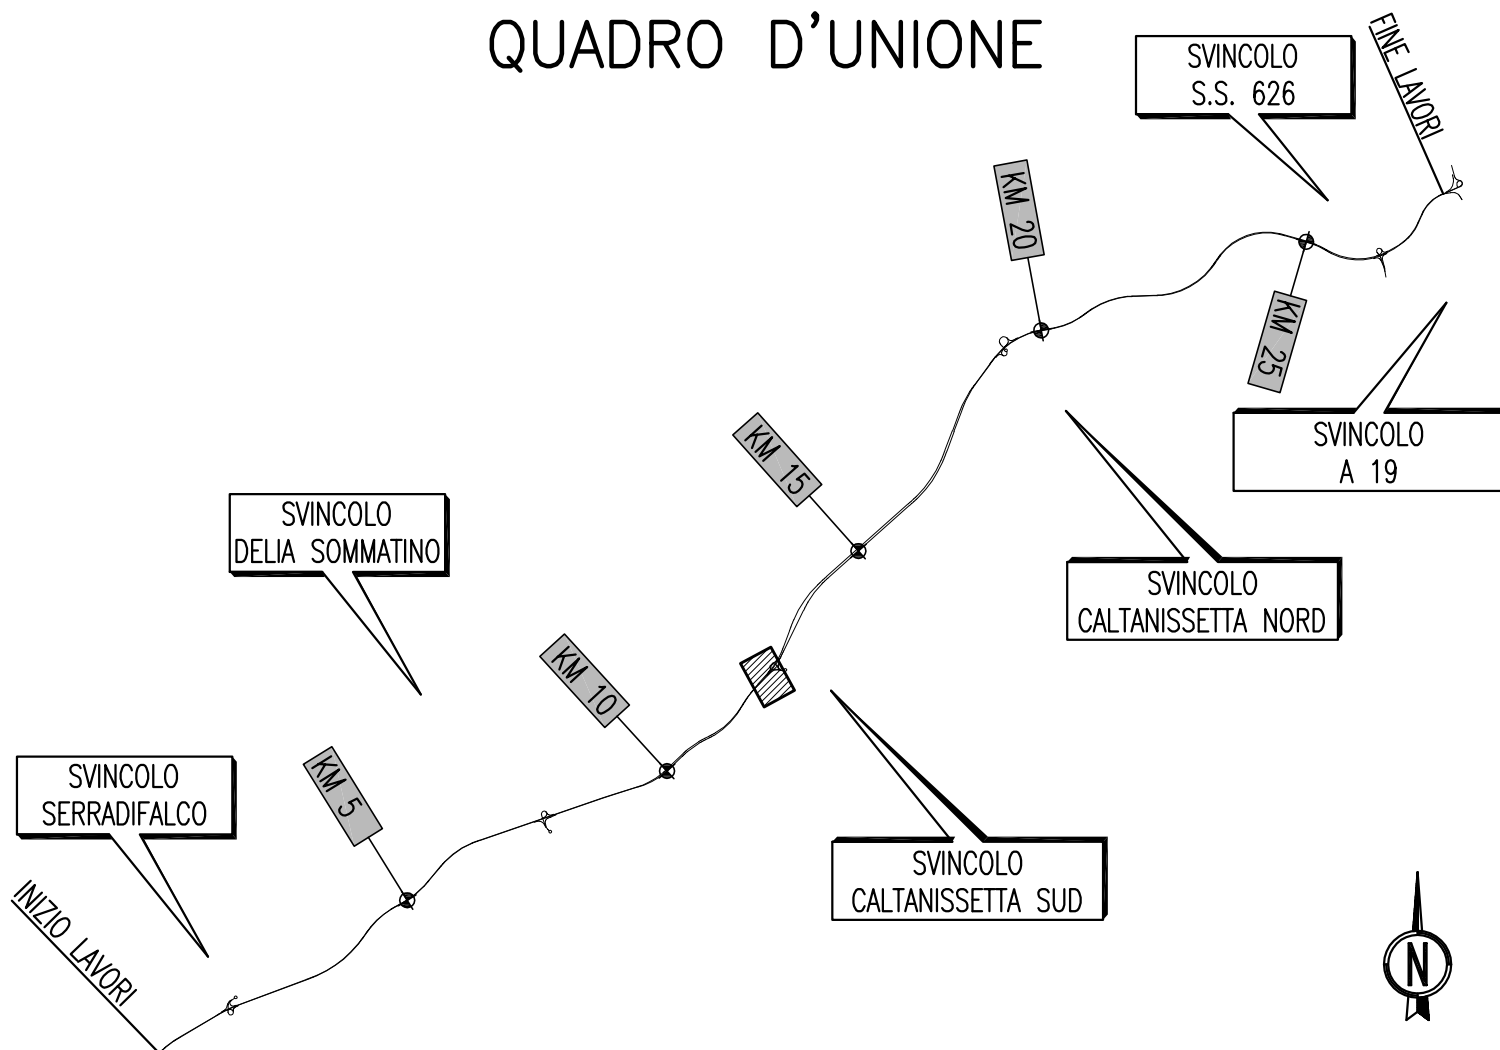 QUADRO D'UNIONE
SVINCOLO
S.S. 626
FINE LAVORI
KM 20
KM 25
SVINCOLO
A 19
KM 15
SVINCOLO
DELIA SOMMATINO
SVINCOLO
CALTANISSETTA NORD
KM 10
KM 5
SVINCOLO
SERRADIFALCO
SVINCOLO
CALTANISSETTA SUD
INIZIO LAVORI
N